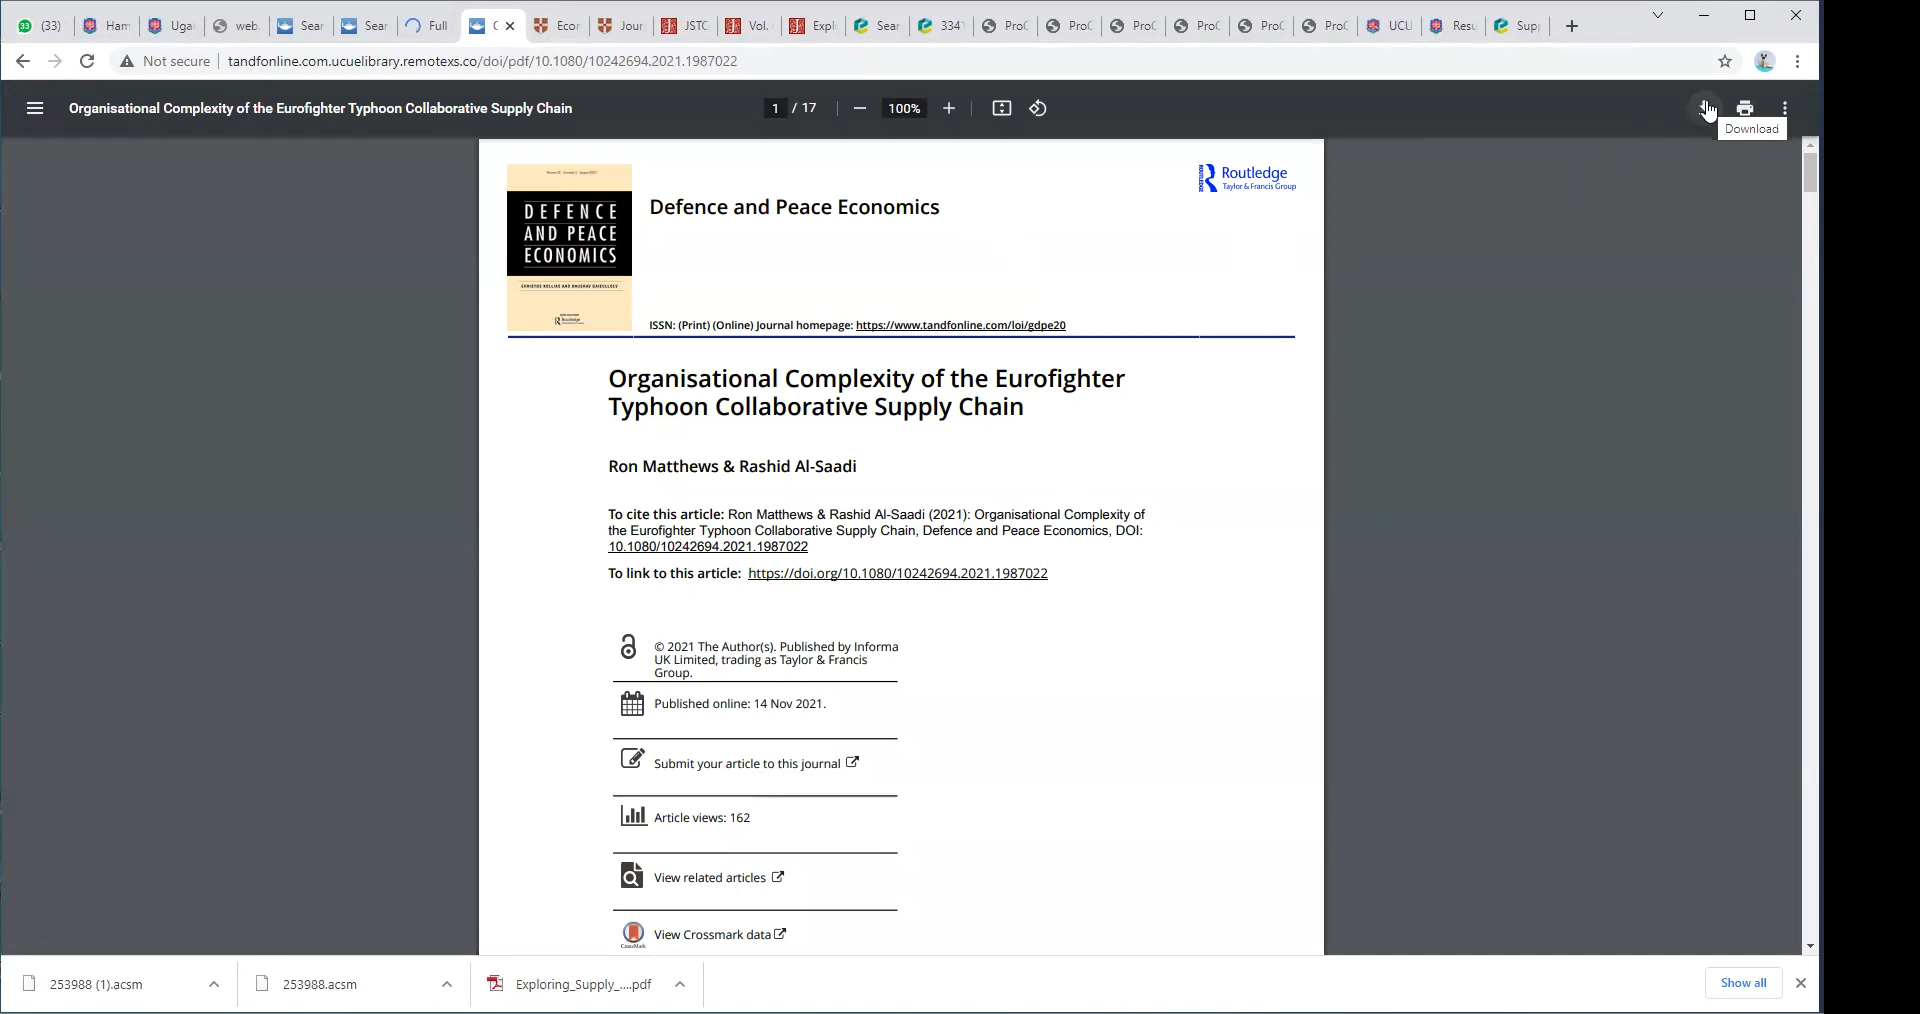 33 (33)
Ham
Uga
web.
Sear
Sear
Full
Econ
Jour
JSTC
Vol.
Expl
Sear
334
ProC
ProC
ProC
ProC
ProC
ProC
UCU
Resu
Supp
Not secure
tandfonline.com.ucuelibrary.remotexs.co/doi/pdf/10.1080/10242694.2021.1987022
Organisational Complexity of the Eurofighter Typhoon Collaborative Supply Chain
1 / 17
100%
Download
DEFENCE
AND PEACE
ECONOMICS
Routledge
Defence and Peace Economics
Routledge
Taylor & Francis Group
ISSN: (Print) (Online) Journal homepage: https://www.tandfonline.com/loi/gdpe20
Organisational Complexity of the Eurofighter
Typhoon Collaborative Supply Chain
Ron Matthews & Rashid Al-Saadi
To cite this article: Ron Matthews & Rashid Al-Saadi (2021): Organisational Complexity of
the Eurofighter Typhoon Collaborative Supply Chain, Defence and Peace Economics, DOI:
10.1080/10242694.2021.1987022
To link to this article: https://doi.org/10.1080/10242694.2021.1987022
© 2021 The Author(s). Published by Informa
UK Limited, trading as Taylor & Francis
Group.
Published online: 14 Nov 2021.
Submit your article to this journal
Article views: 162
View related articles
View Crossmark data
CrossMark
253988 (1).acsm
253988.acsm
Exploring_Supply_....pdf
Show all